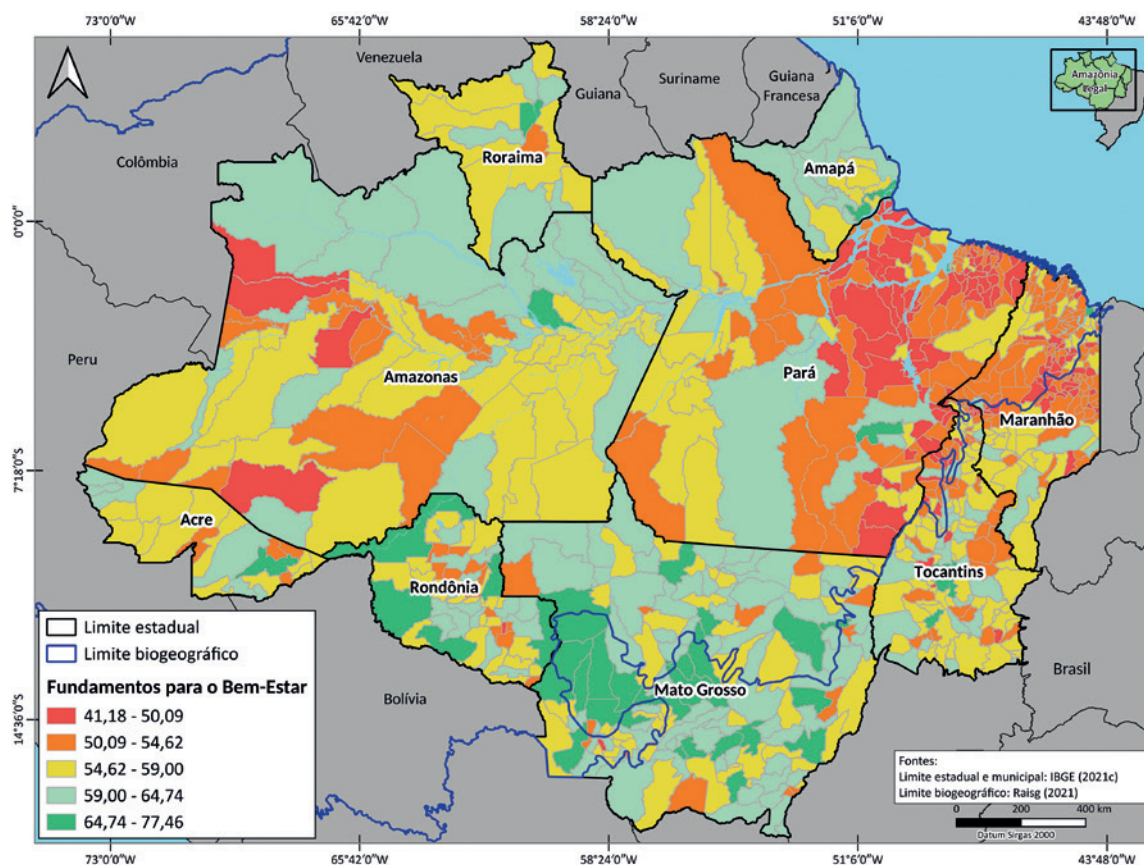 73°0'0"W 65°42'0"W 58°24'0"W 51°6'0"W 43°48'0"W
Venezuela
Suriname
Guiana
Guiana
Francesa
Amazônia
Legal
Colômbia
Roraima
Amapá
0°0'0"
Peru
Amazonas
Pará
Maranhão
7°18'0"S
Acre
Rondônia
Tocantins
Limite estadual
Limite biogeográfico
Fundamentos para o Bem-Estar
41,18 - 50,09
50,09 - 54,62
54,62 - 59,00
59,00 - 64,74
64,74 - 77,46
Bolívia
Mato Grosso
Brasil
14°36'0"S
Fontes:
Limite estadual e municipal: IBGE (2021c)
Limite biogeográfico: Raisg (2021)
0 200 400 km
Datum Sirgas 2000
73°0'0"W 65°42'0"W 58°24'0"W 51°6'0"W 43°48'0"W